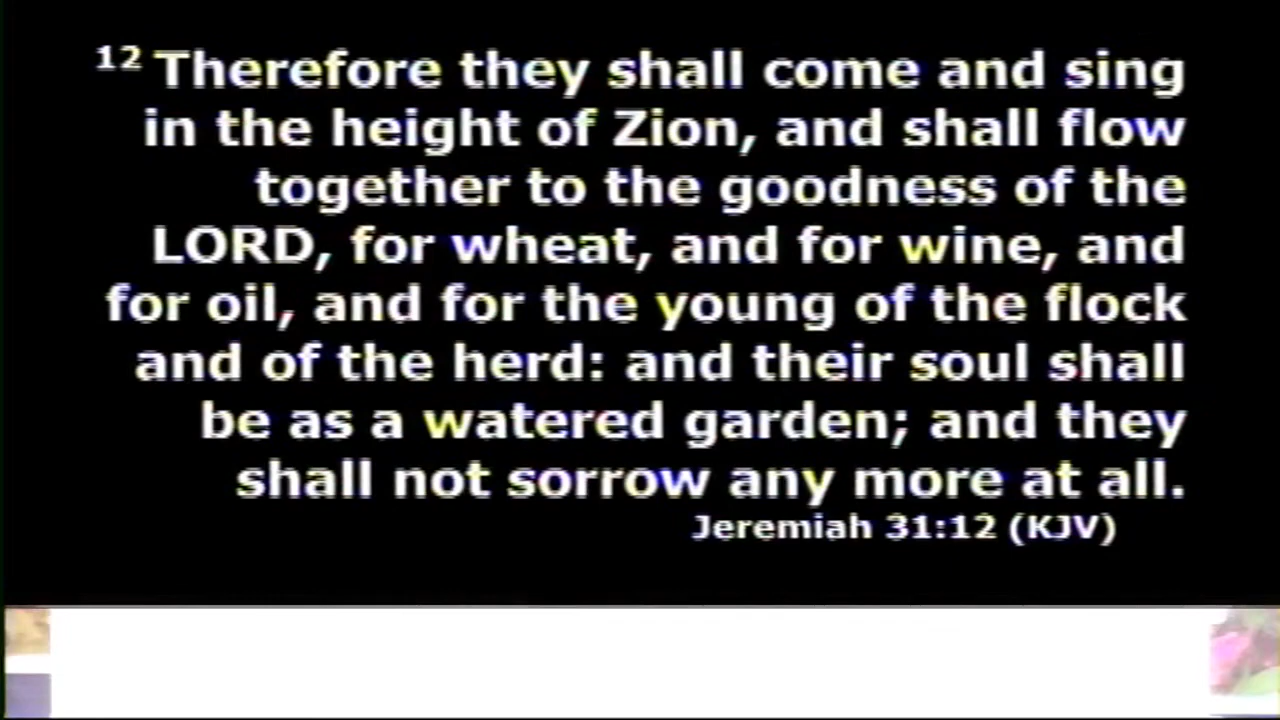 12 Therefore they shall come and sing
in the height of Zion, and shall flow
together to the goodness of the
LORD, for wheat, and for wine, and
for oil, and for the young of the flock
and of the herd: and their soul shall
be as a watered garden; and they
shall not sorrow any more at all.
Jeremiah 31:12 (KJV)